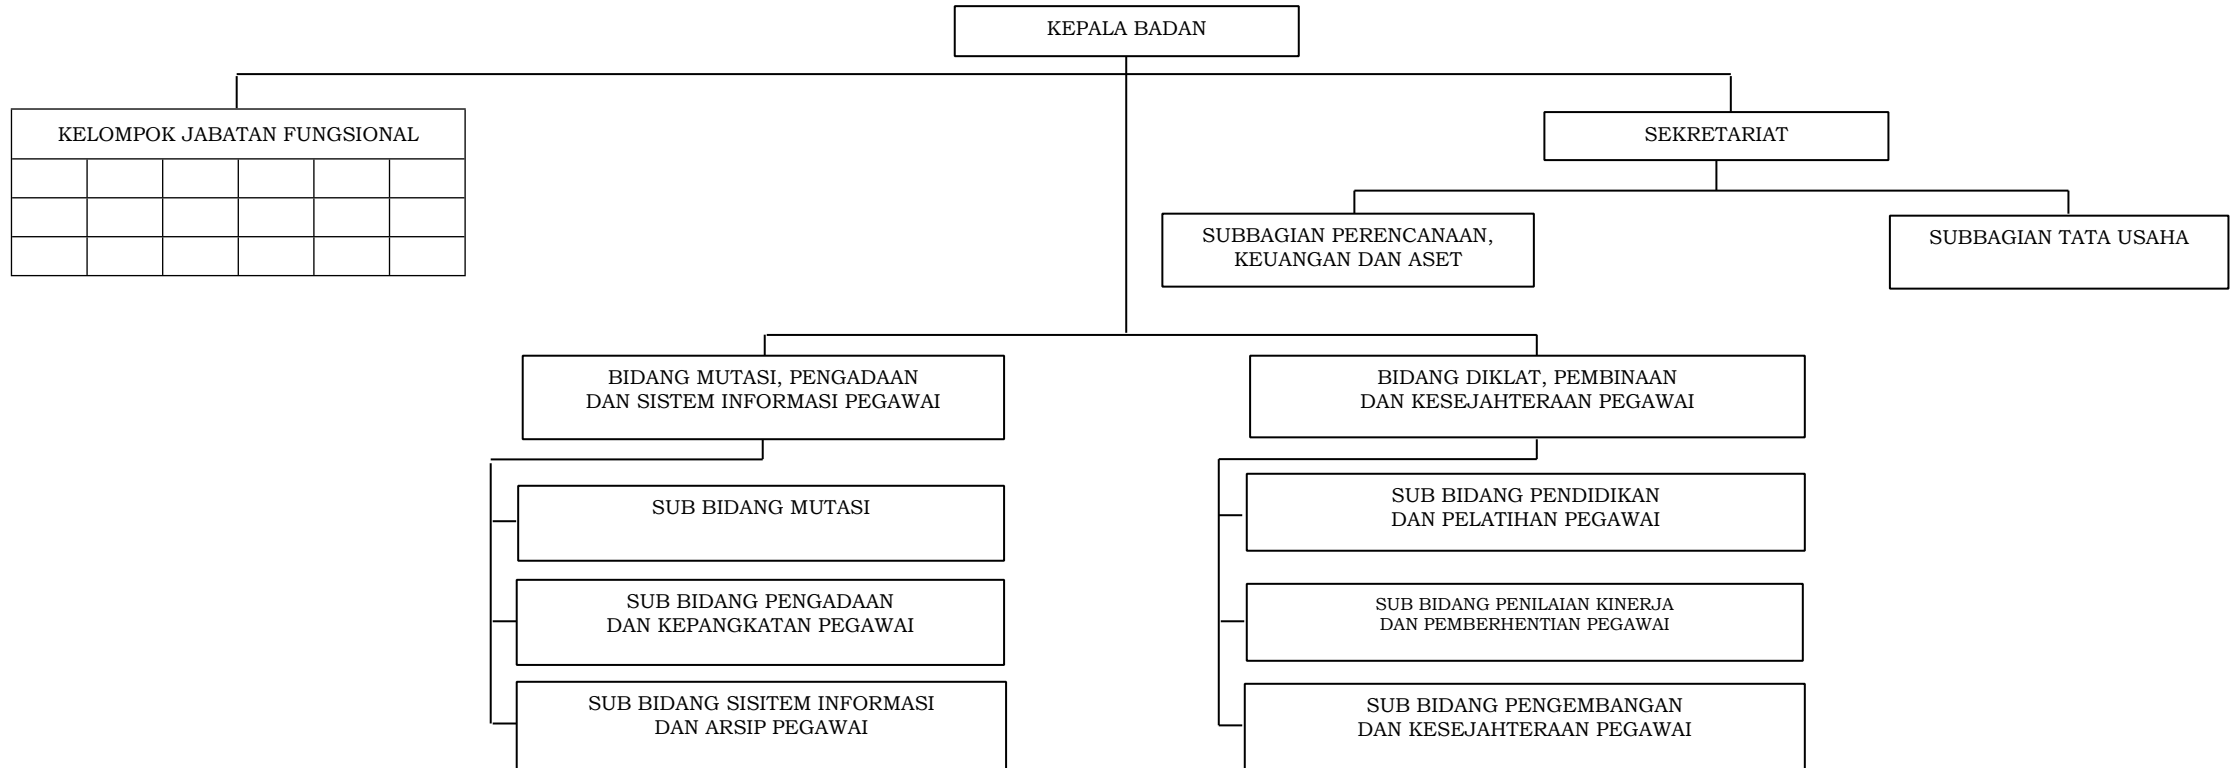 KEPALA BADAN
KELOMPOK JABATAN FUNGSIONAL
SEKRETARIAT
SUBBAGIAN PERENCANAAN,
KEUANGAN DAN ASET
SUBBAGIAN TATA USAHA
BIDANG MUTASI, PENGADAAN
DAN SISTEM INFORMASI PEGAWAI
BIDANG DIKLAT, PEMBINAAN
DAN KESEJAHTERAAN PEGAWAI
SUB BIDANG MUTASI
SUB BIDANG PENGADAAN
DAN KEPANGKATAN PEGAWAI
SUB BIDANG SISITEM INFORMASI
DAN ARSIP PEGAWAI
SUB BIDANG PENDIDIKAN
DAN PELATIHAN PEGAWAI
SUB BIDANG PENILAIAN KINERJA
DAN PEMBERHENTIAN PEGAWAI
SUB BIDANG PENGEMBANGAN
DAN KESEJAHTERAAN PEGAWAI